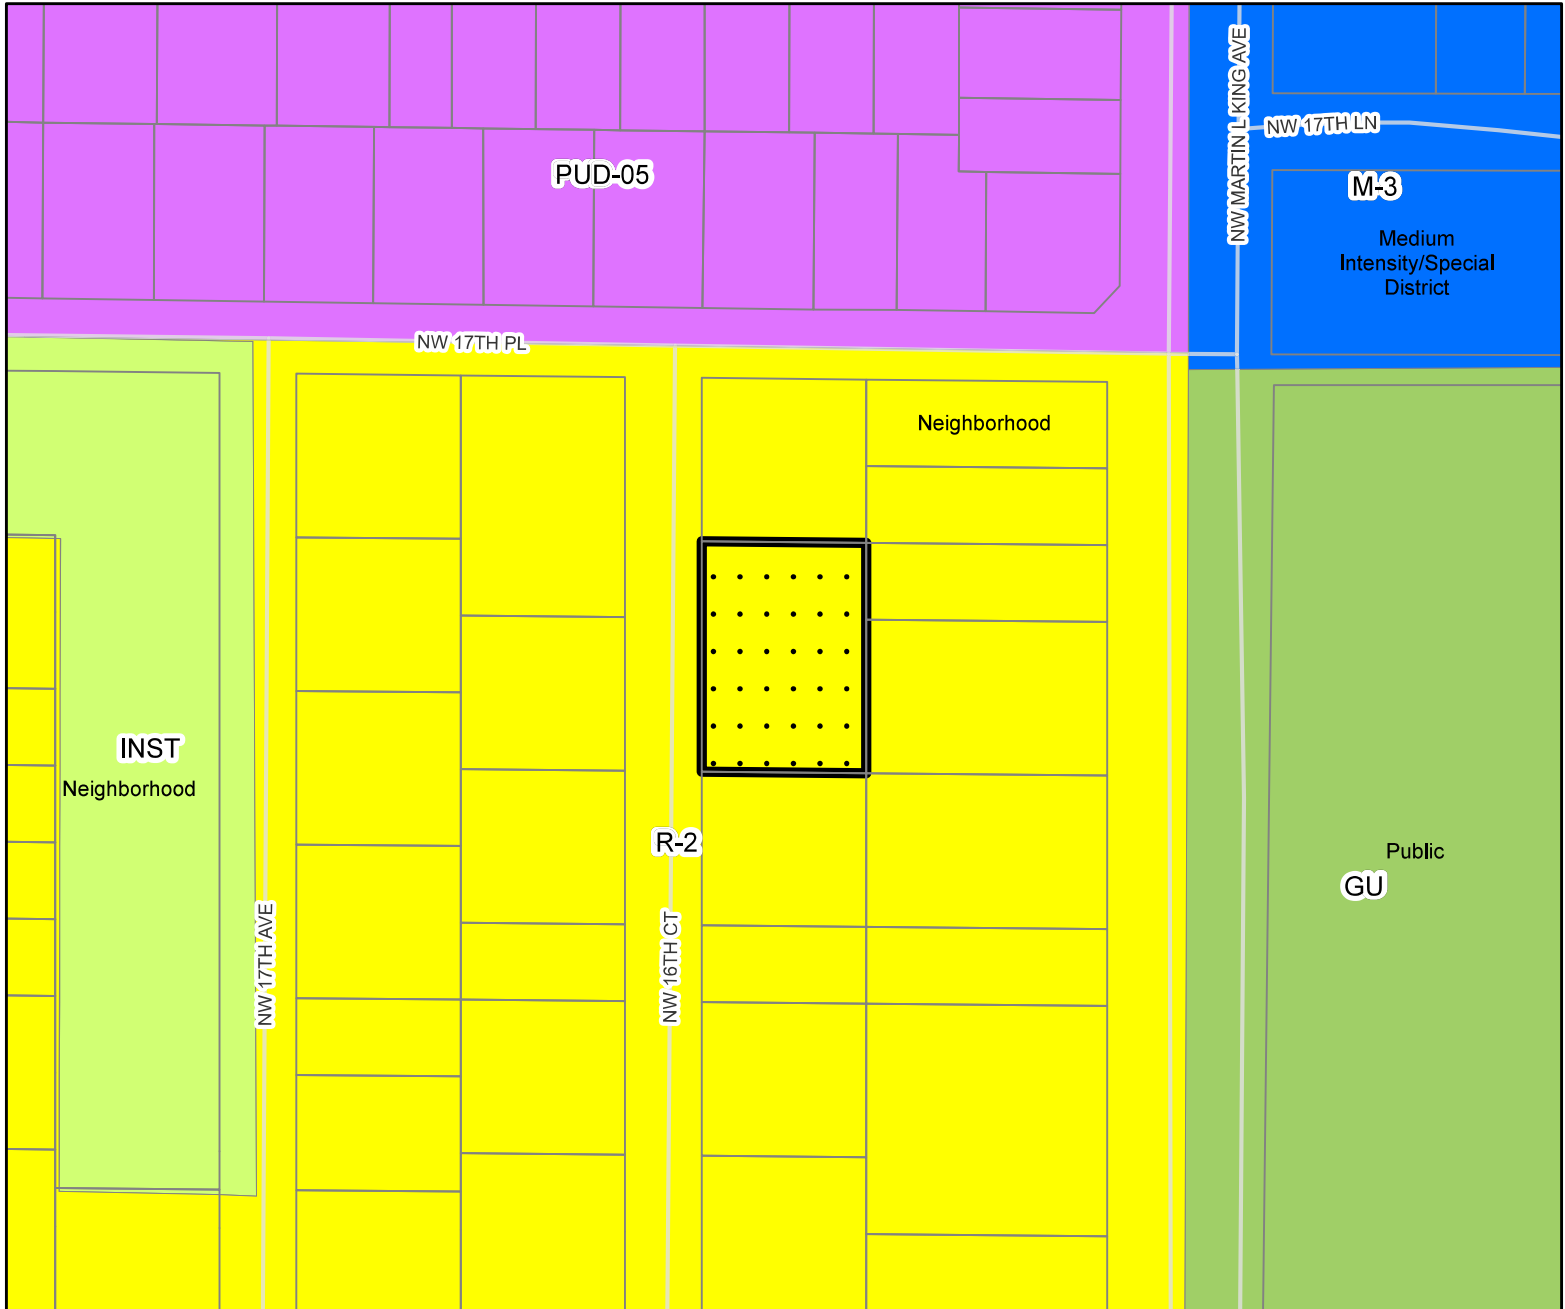 NW MARTIN L KING AVE
NW 17TH LN
PUD-05
M-3
Medium
Intensity/Special
District
NW 17TH PL
Neighborhood
INST
Neighborhood
R-2
Public
GU
NW 17TH AVE
NW 16TH CT